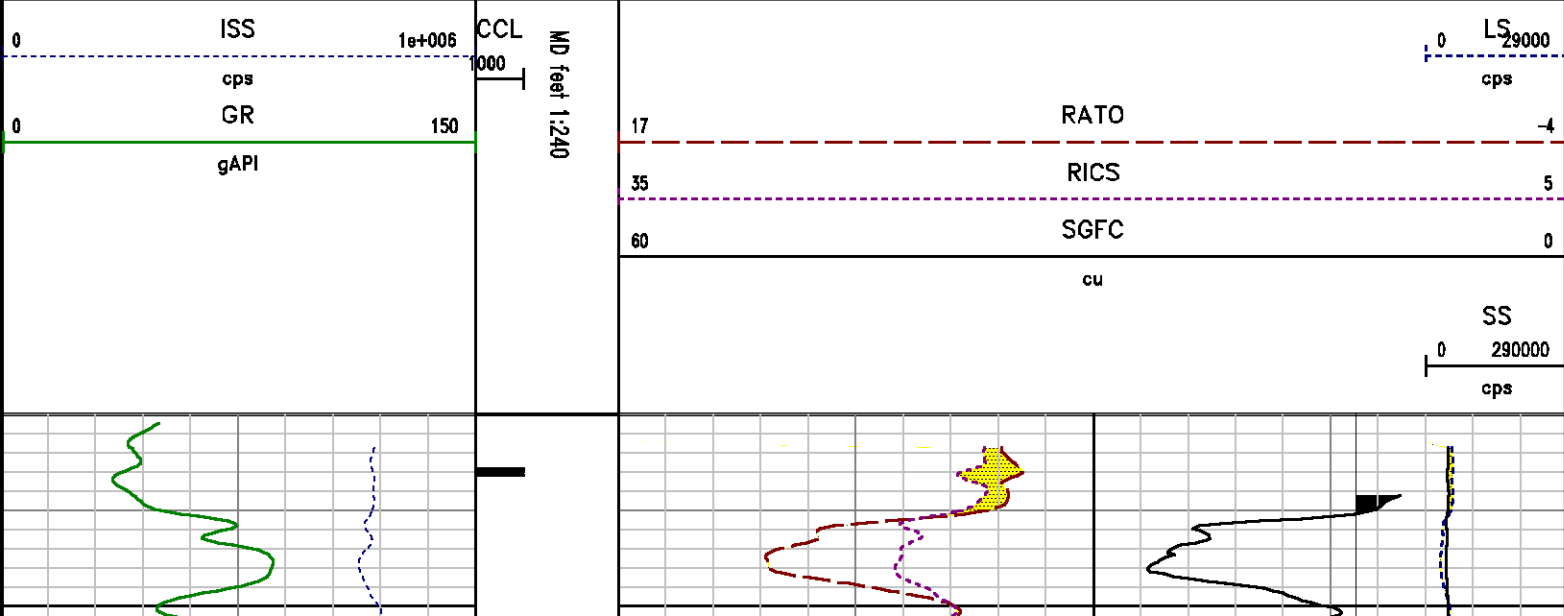 ISS
0 1e+006
cps
GR
0 150
gAPI
CCL
1000
MD feet 1:240
LS
0 29000
cps
RATO
17 -4
RICS
35 5
SGFC
60 0
cu
SS
0 290000
cps